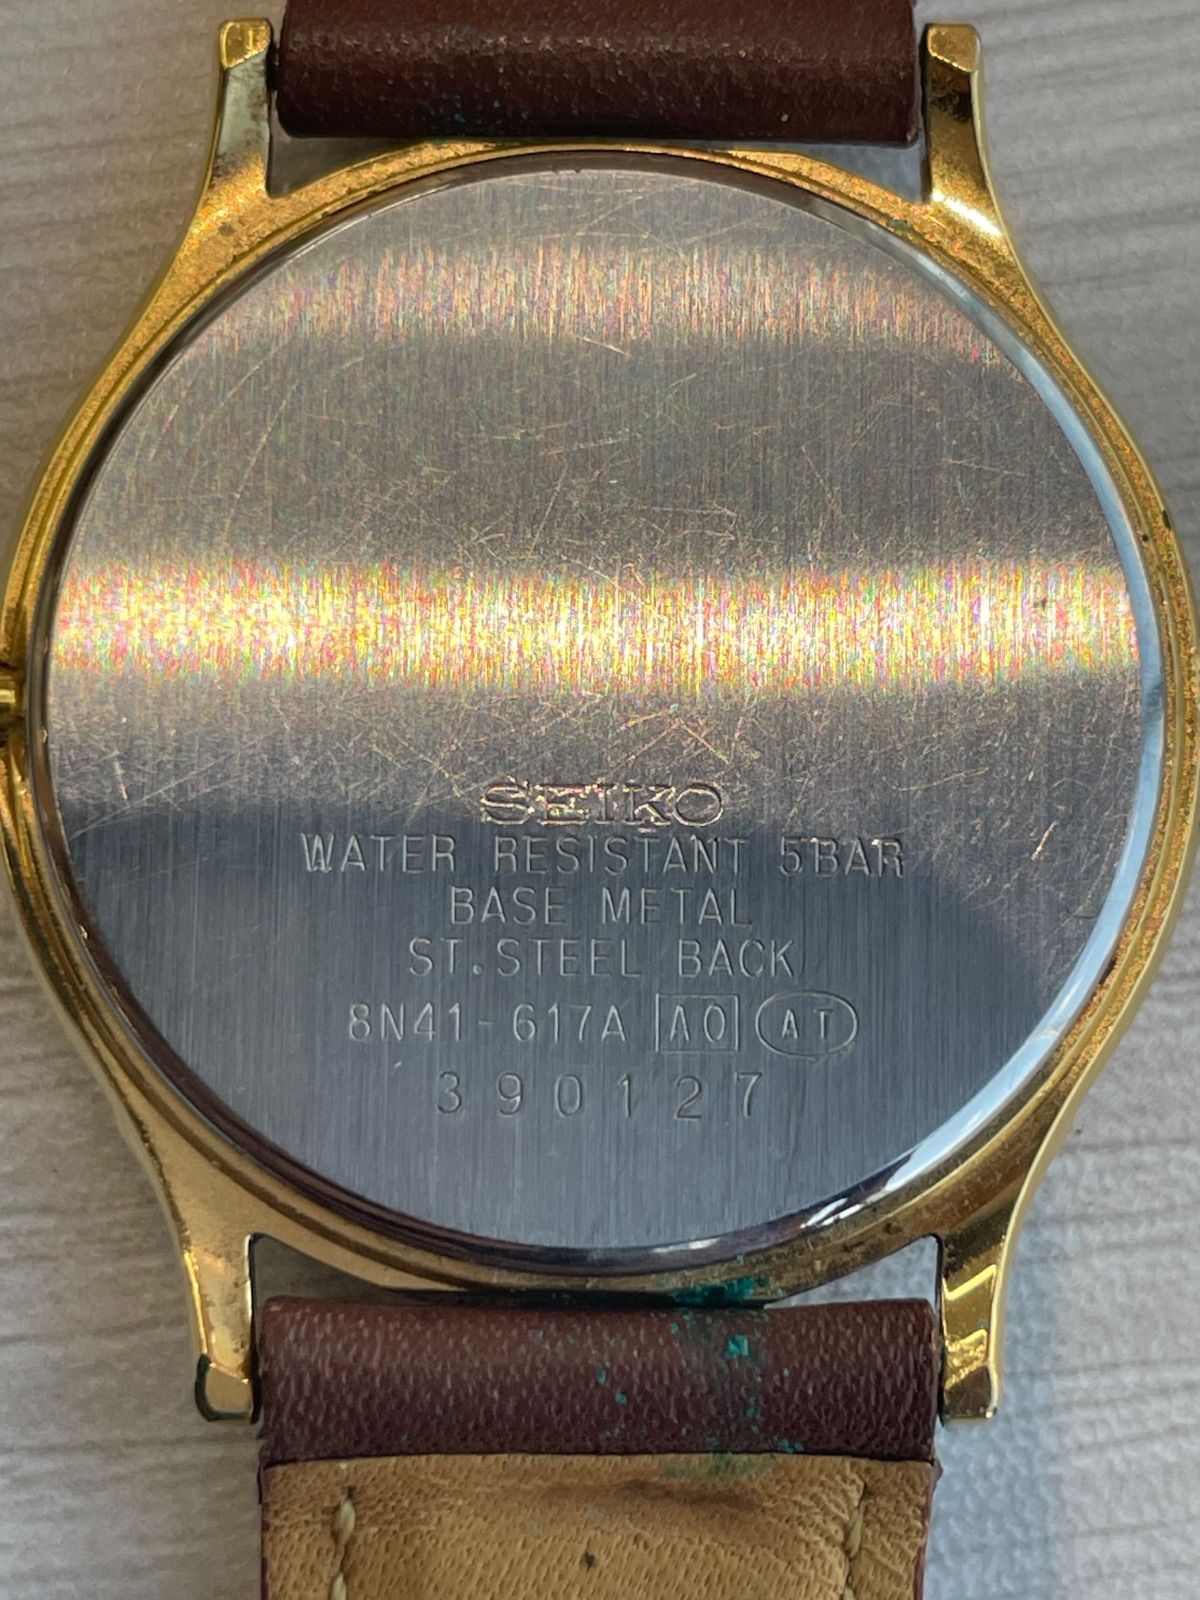 SEIKO
WATER RESISTANT 5BAR
BASE METAL
ST.STEEL BACK
8N41-617A A0 AT
390127